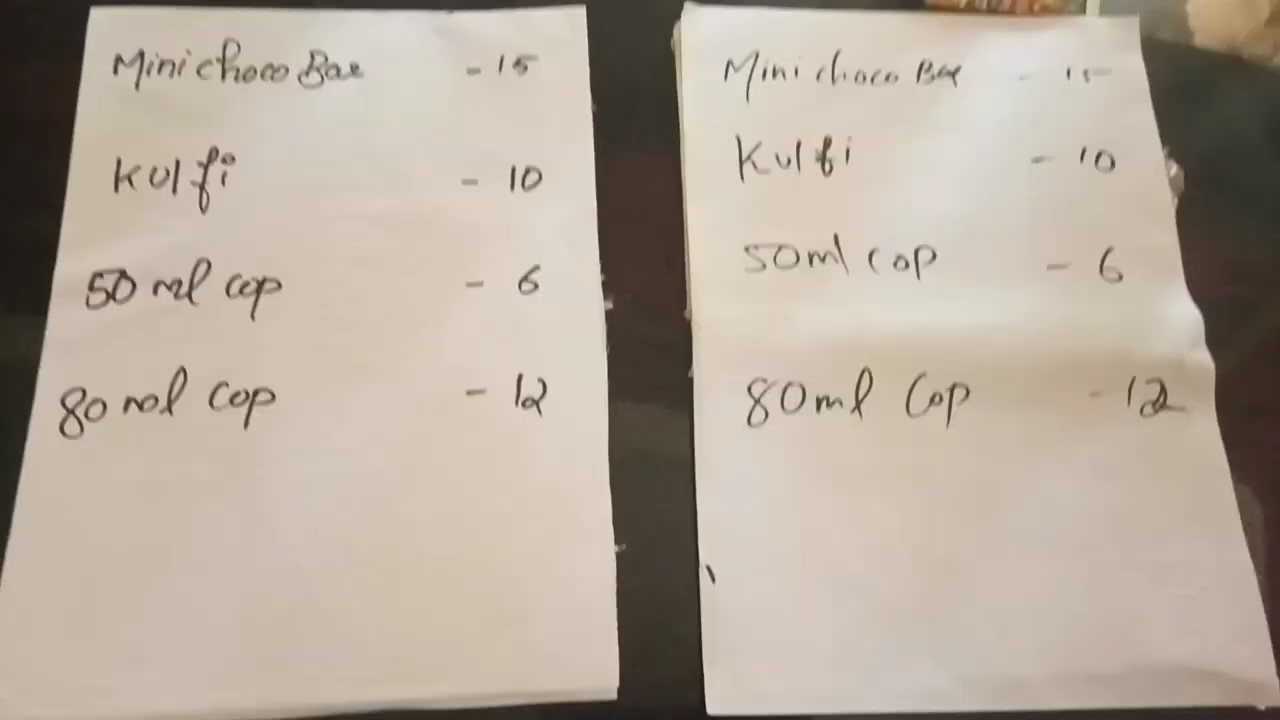 Mini choco Bar - 15
Kulfi - 10
50 ml cop - 6
80 ml cop - 12
Mini choco Bar - 15
Kulfi - 10
50ml cop - 6
80ml Cop - 12